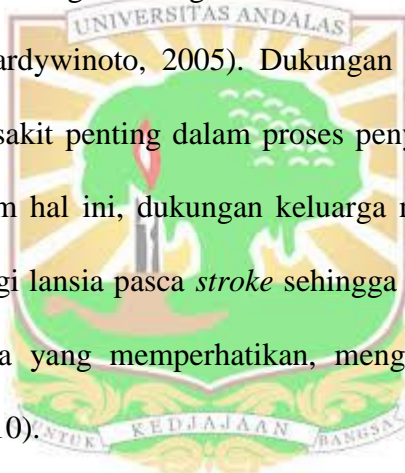 UNIVERSITAS ANDALAS
ardywinoto, 2005). Dukungan
sakit penting dalam proses peny
m hal ini, dukungan keluarga
gi lansia pasca stroke sehingga
a yang memperhatikan, meng
10).
UNTUK KEDJAJAAN BANGSA